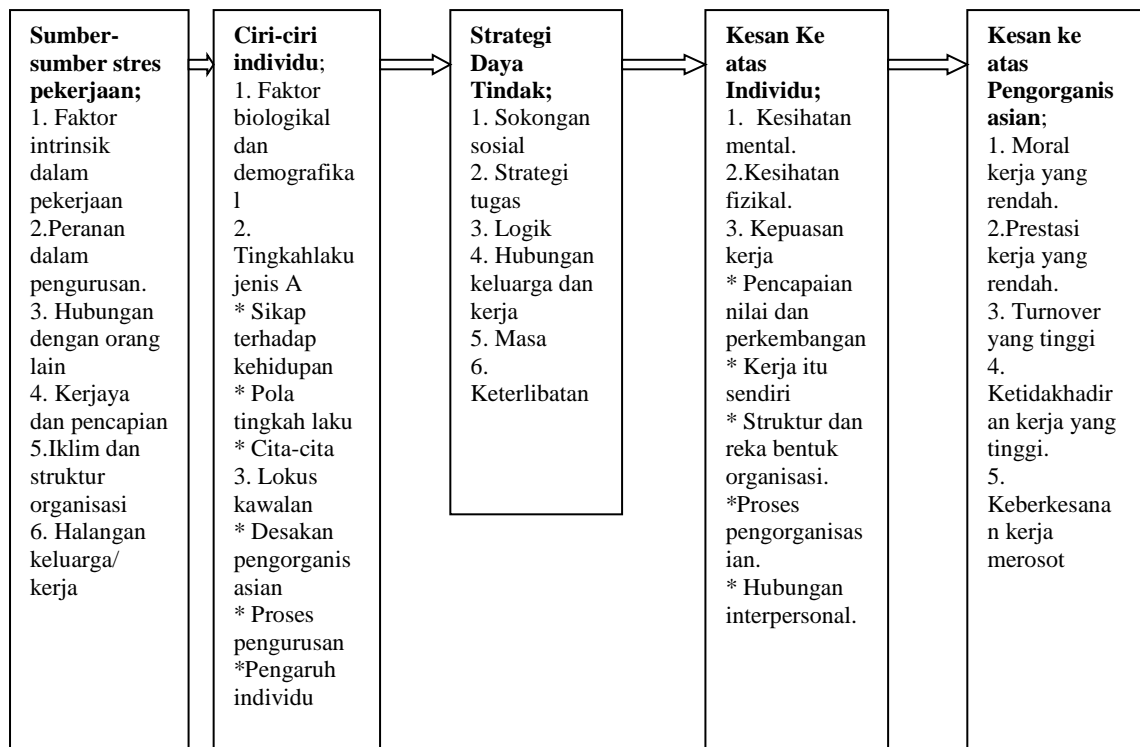 Sumber-
sumber stres
pekerjaan;
1. Faktor
intrinsik
dalam
pekerjaan
2.Peranan
dalam
pengurusan.
3. Hubungan
dengan orang
lain
4. Kerjaya
dan pencapian
5.Iklim dan
struktur
organisasi
6. Halangan
keluarga/
kerja
Ciri-ciri
individu;
1. Faktor
biologikal
dan
demografika
l
2.
Tingkahlaku
jenis A
* Sikap
terhadap
kehidupan
* Pola
tingkah laku
* Cita-cita
3. Lokus
kawalan
* Desakan
pengorganis
asian
* Proses
pengurusan
*Pengaruh
individu
Strategi
Daya
Tindak;
1. Sokongan
sosial
2. Strategi
tugas
3. Logik
4. Hubungan
keluarga dan
kerja
5. Masa
6.
Keterlibatan
Kesan Ke
atas
Individu;
1. Kesihatan
mental.
2.Kesihatan
fizikal.
3. Kepuasan
kerja
* Pencapaian
nilai dan
perkembangan
* Kerja itu
sendiri
* Struktur dan
reka bentuk
organisasi.
*Proses
pengorganisas
ian.
* Hubungan
interpersonal.
Kesan ke
atas
Pengorganis
asian;
1. Moral
kerja yang
rendah.
2.Prestasi
kerja yang
rendah.
3. Turnover
yang tinggi
4.
Ketidakhadir
an kerja yang
tinggi.
5.
Keberkesana
n kerja
merosot